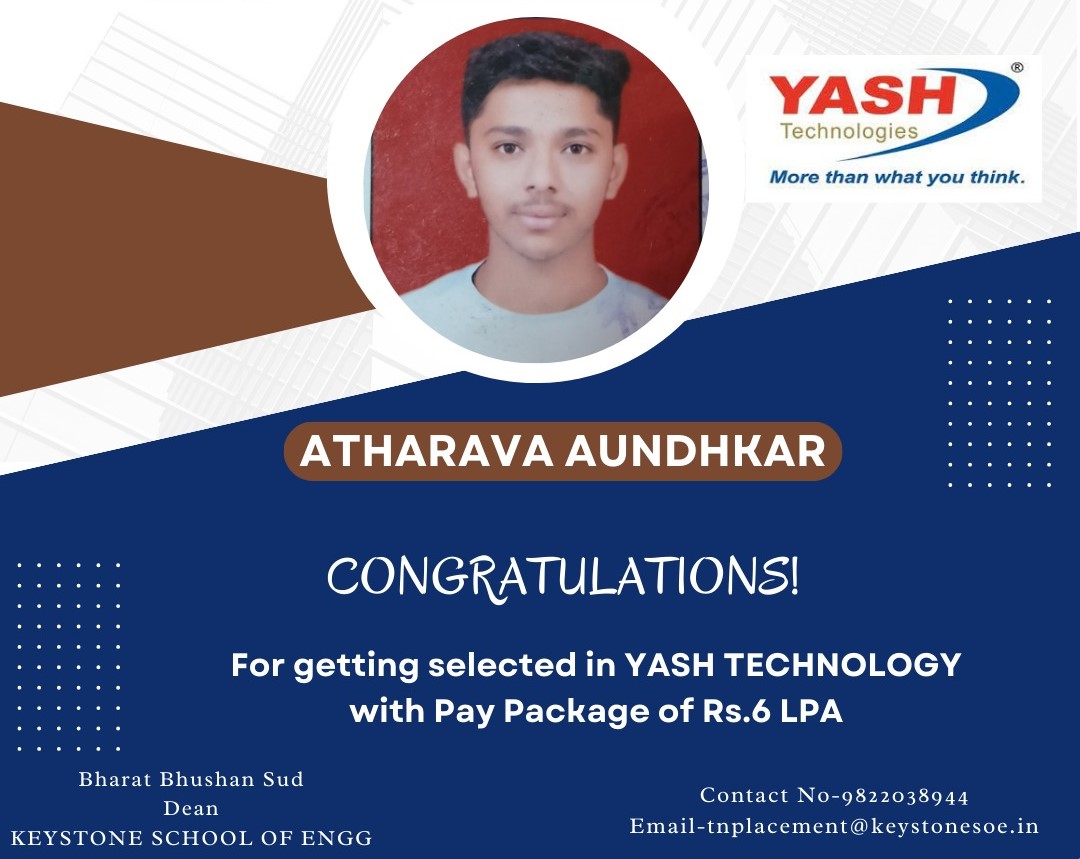 YASH ®
Technologies
More than what you think.
ATHARAVA AUNDHKAR
CONGRATULATIONS!
For getting selected in YASH TECHNOLOGY
with Pay Package of Rs.6 LPA
Bharat Bhushan Sud
Dean
KEYSTONE SCHOOL OF ENGG
Contact No-9822038944
Email-tnplacement@keystonesoe.in